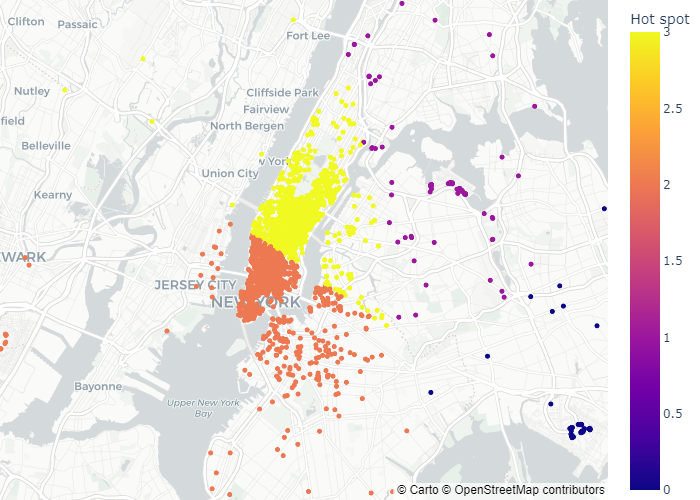 Hot spot
Clifton
Passaic
Fort Lee
3
2.5
2
1.5
1
0.5
0
Nutley
Cliffside Park
Fairview
North Bergen
field
Belleville
w York
Union City
Kearny
WARK
JERSEY CITY
NEW YORK
Bayonne
Upper New York
Bay
© Carto © OpenStreetMap contributors